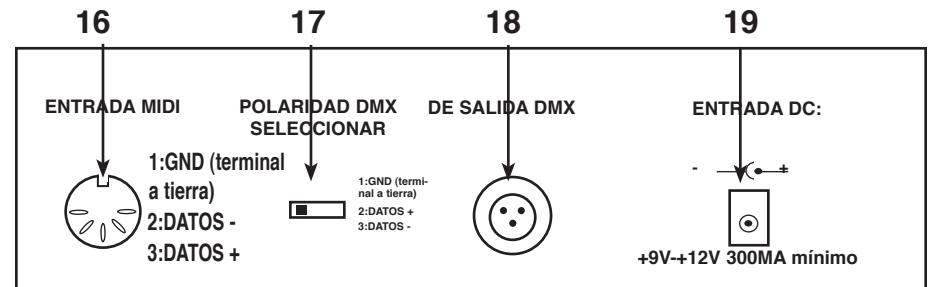 16
17
18
19
ENTRADA MIDI
POLARIDAD DMX
SELECCIONAR
DE SALIDA DMX
ENTRADA DC:
1:GND (terminal
a tierra)
2:DATOS -
3:DATOS +
1:GND (termi-
nal a tierra)
2:DATOS +
3:DATOS -
- +
+9V-+12V 300MA mínimo